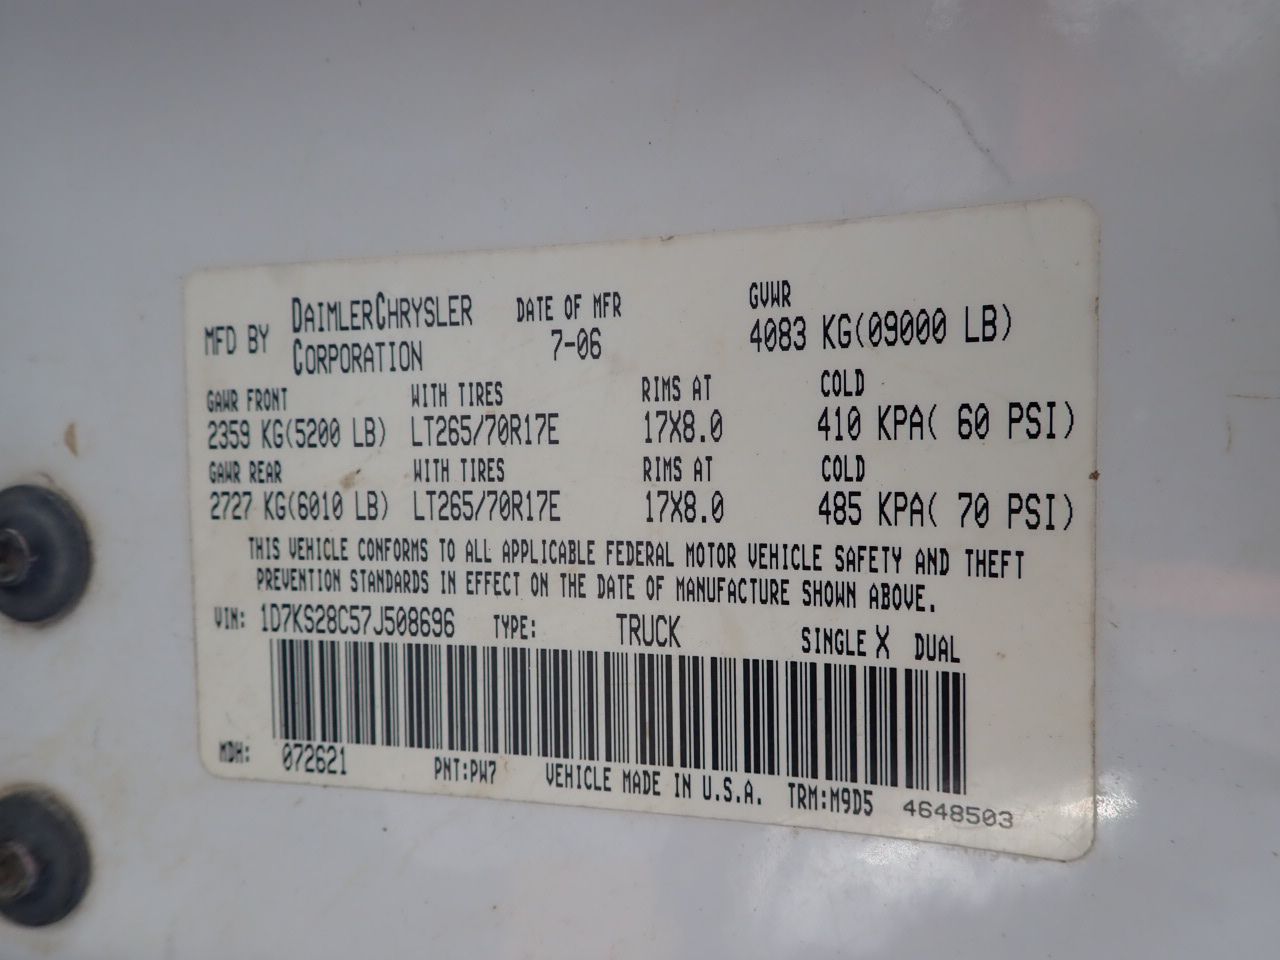 MFD BY DAIMLERCHRYSLER CORPORATION DATE OF MFR 7-06 GVWR 4083 KG(09000 LB)
GAWR FRONT WITH TIRES RIMS AT COLD
2359 KG(5200 LB) LT265/70R17E 17X8.0 410 KPA( 60 PSI)
GAWR REAR WITH TIRES RIMS AT COLD
2727 KG(6010 LB) LT265/70R17E 17X8.0 485 KPA( 70 PSI)
THIS VEHICLE CONFORMS TO ALL APPLICABLE FEDERAL MOTOR VEHICLE SAFETY AND THEFT
PREVENTION STANDARDS IN EFFECT ON THE DATE OF MANUFACTURE SHOWN ABOVE.
VIN: 1D7KS28C57J508696 TYPE: TRUCK SINGLE X DUAL
MDH: 072621 PNT:PW7 VEHICLE MADE IN U.S.A. TRM:M9D5 4648503